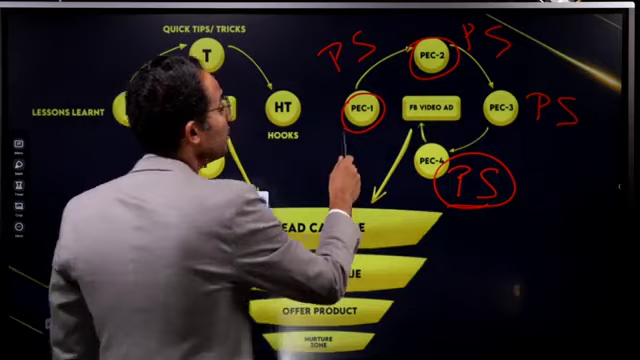 QUICK TIPS/ TRICKS
T
PS
PS
PEC-2
LESSONS LEARNT
HT
HOOKS
PEC-1
FB VIDEO AD
PEC-3
PS
PEC-4
PS
OFFER PRODUCT
NURTURE
ZONE